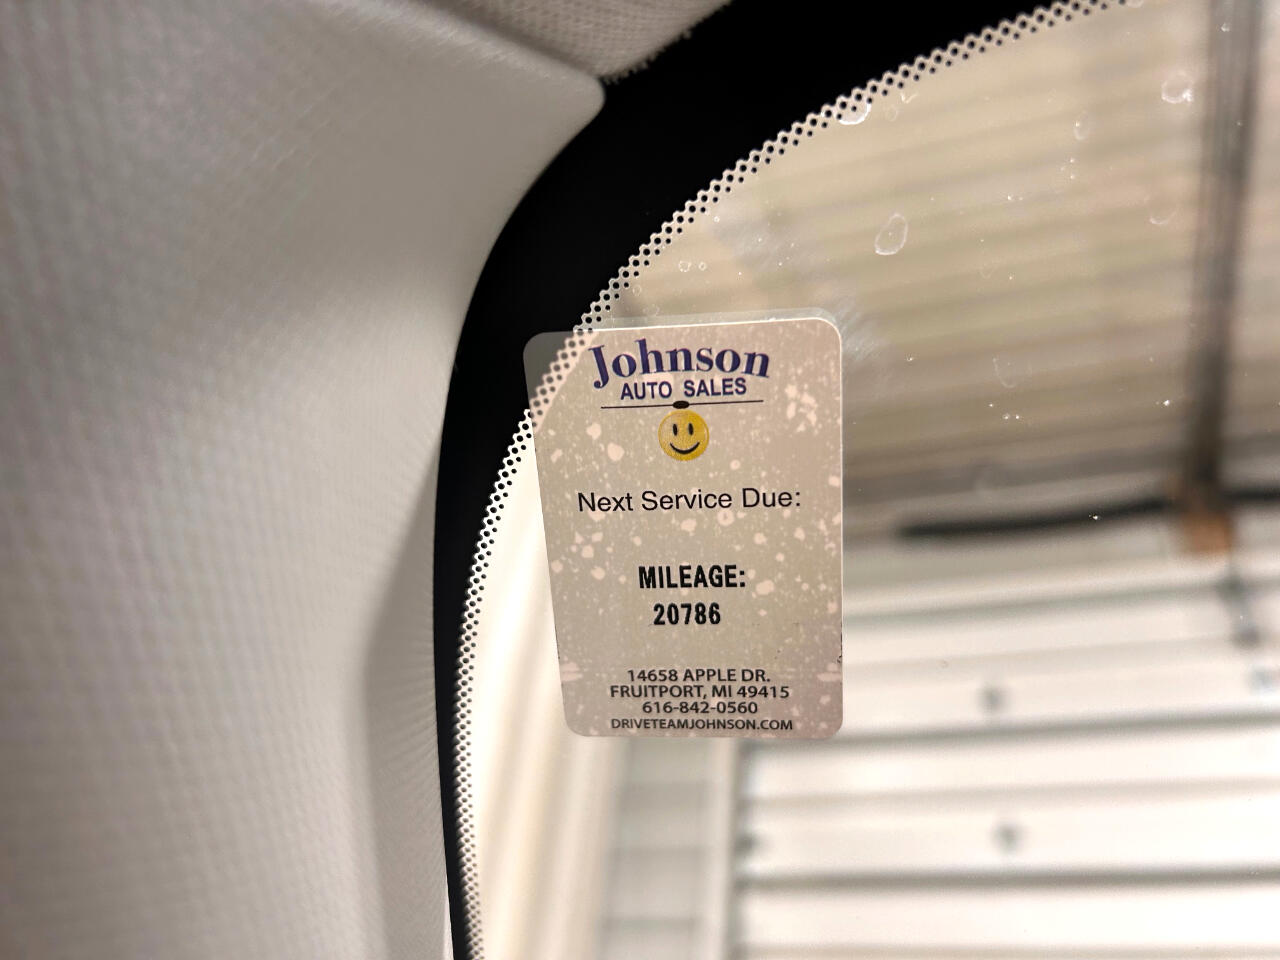 Johnson
AUTO SALES
Next Service Due:
MILEAGE:
20786
14658 APPLE DR.
FRUITPORT, MI 49415
616-842-0560
DRIVETEAMJOHNSON.COM